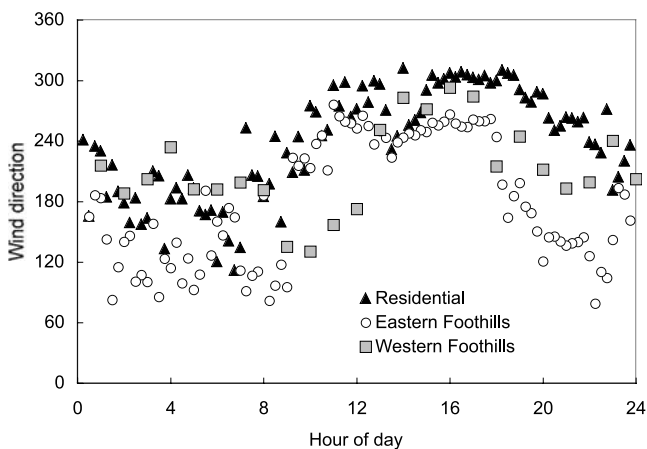 360
300
240
180
120
60
0
Wind direction
Residential
Eastern Foothills
Western Foothills
0 4 8 12 16 20 24
Hour of day